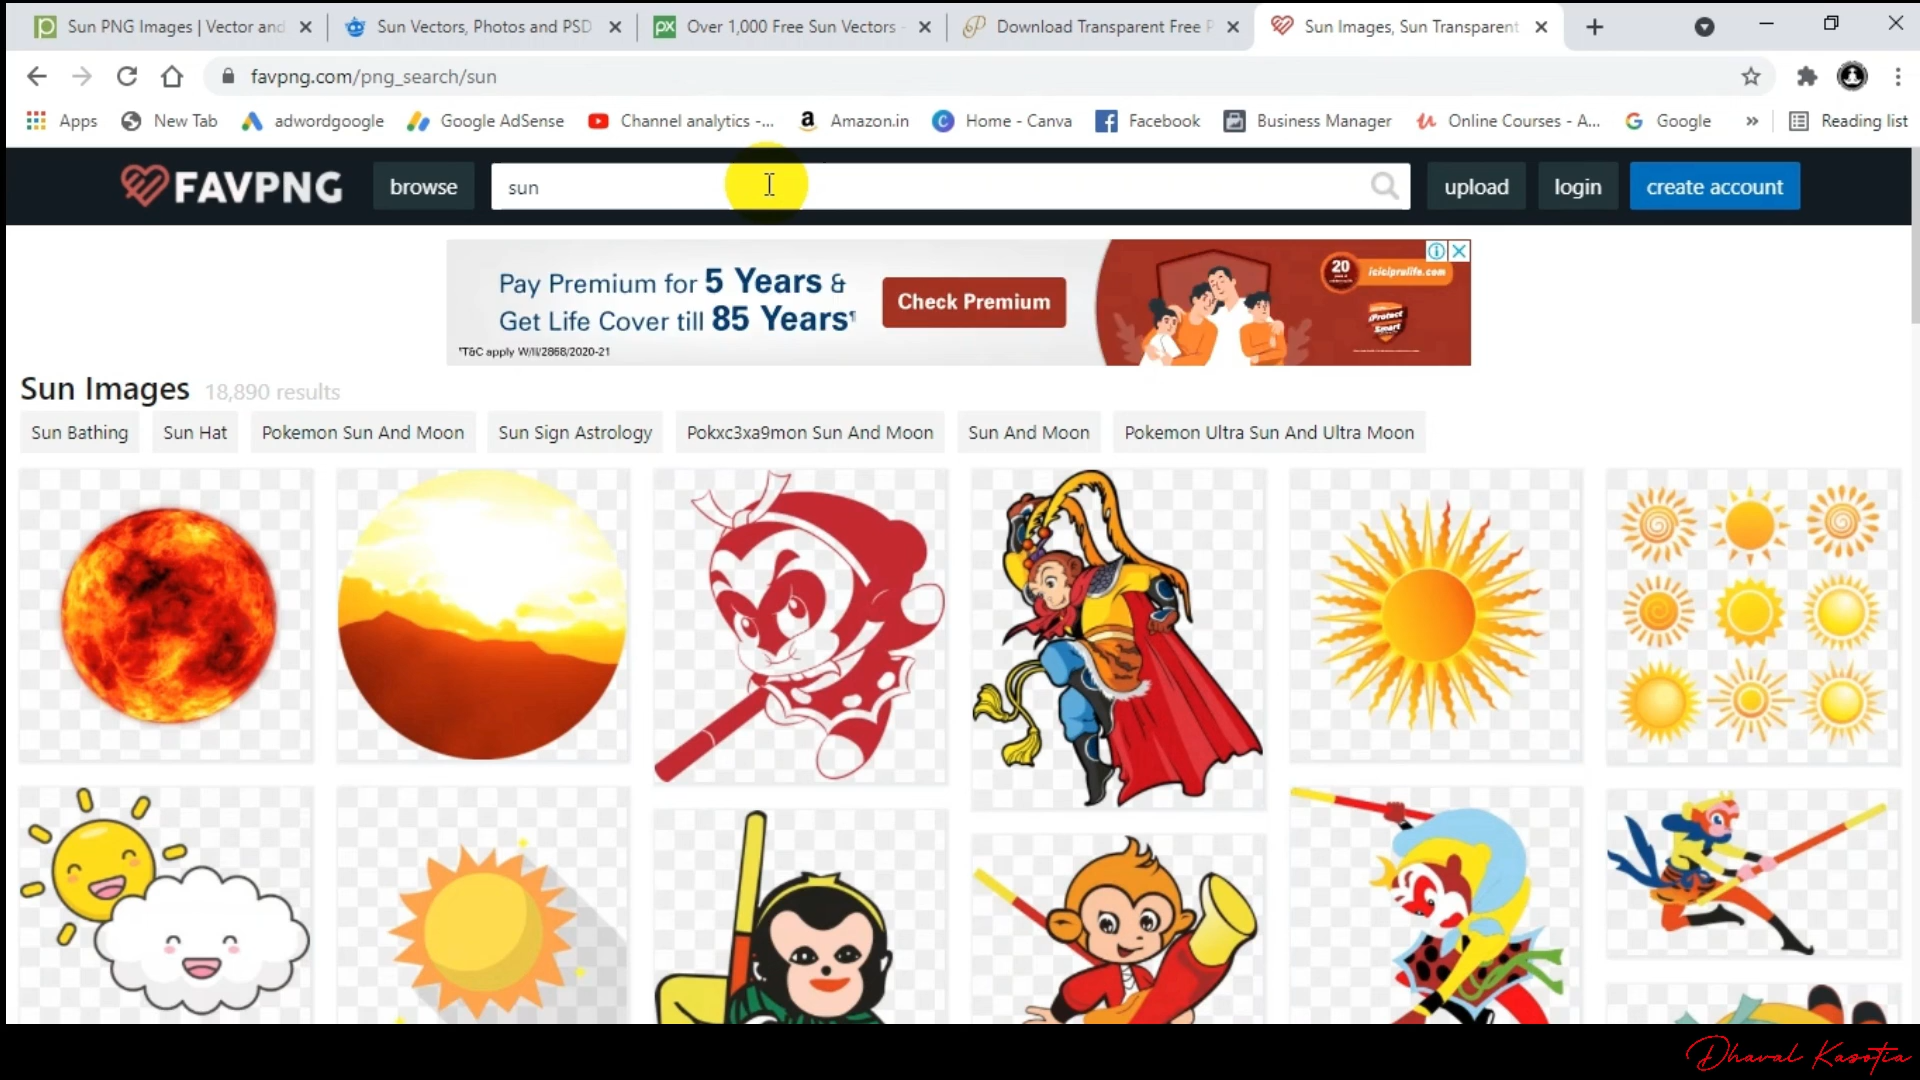 Sun PNG Images | Vector and
Sun Vectors, Photos and PSD
Over 1,000 Free Sun Vectors -
Download Transparent Free P
Sun Images, Sun Transparent
favpng.com/png_search/sun
Apps
New Tab
adwordgoogle
Google AdSense
Channel analytics -...
Amazon.in
Home - Canva
Facebook
Business Manager
Online Courses - A...
Google
»
Reading list
FAVPNG
browse
sun
upload
login
create account
Pay Premium for 5 Years &
Get Life Cover till 85 Years¶
¶T&C apply W/II/2868/2020-21
Check Premium
20
iciciprulife.com
iProtect
Smart
Sun Images 18,890 results
Sun Bathing
Sun Hat
Pokemon Sun And Moon
Sun Sign Astrology
Pokxc3xa9mon Sun And Moon
Sun And Moon
Pokemon Ultra Sun And Ultra Moon
Dhaval Kasotia